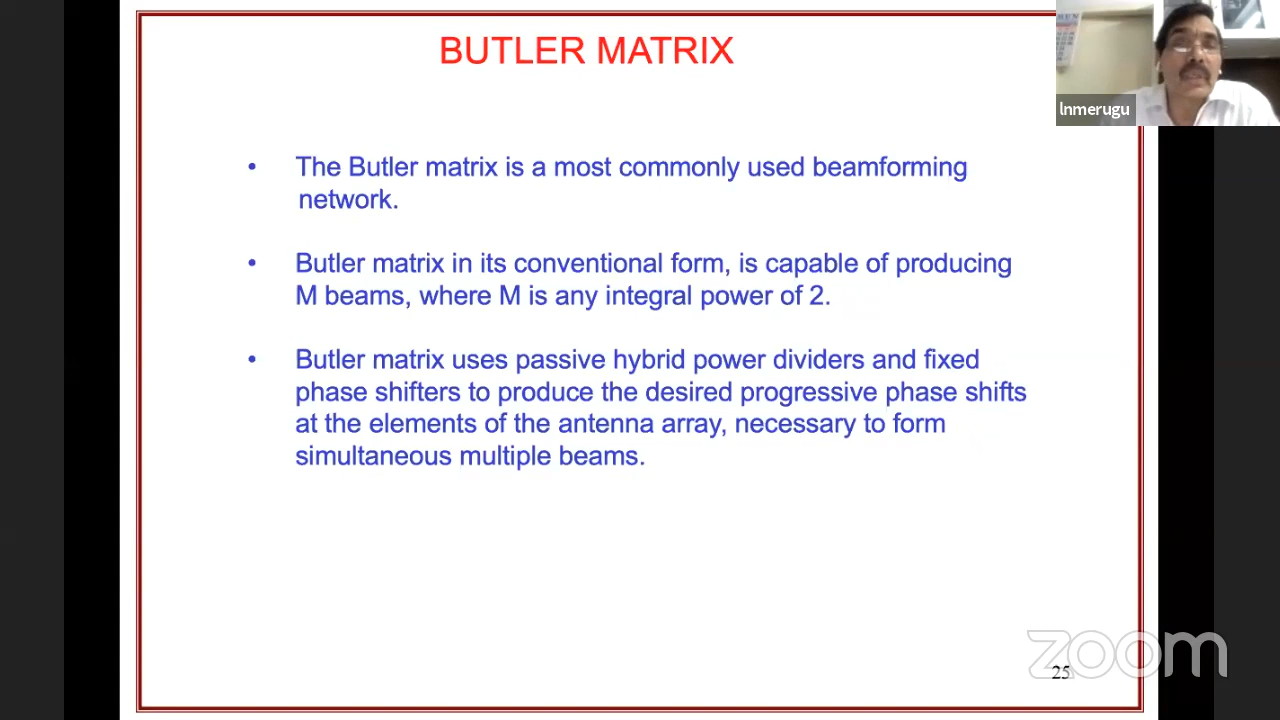 BUTLER MATRIX
lnmerugu
• The Butler matrix is a most commonly used beamforming
network.
• Butler matrix in its conventional form, is capable of producing
M beams, where M is any integral power of 2.
• Butler matrix uses passive hybrid power dividers and fixed
phase shifters to produce the desired progressive phase shifts
at the elements of the antenna array, necessary to form
simultaneous multiple beams.
zoom
25